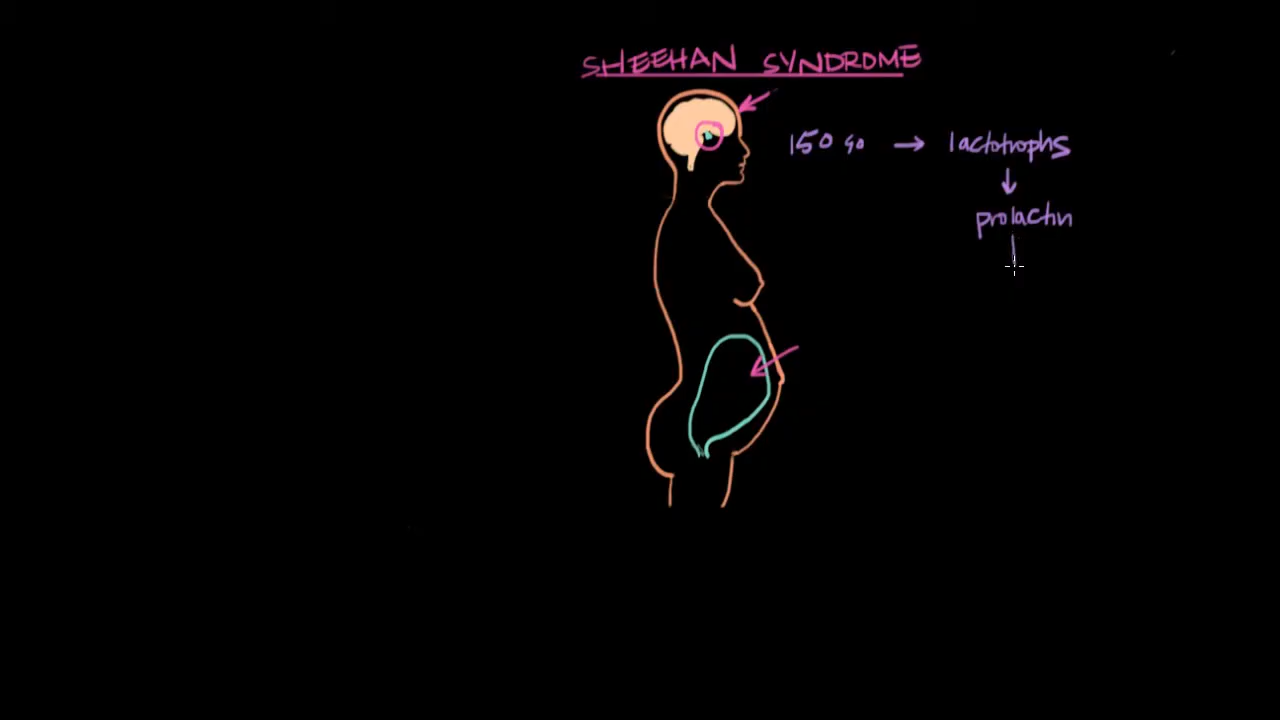 SHEEHAN SYNDROME
150 % → lactotrophs
↓
prolactin